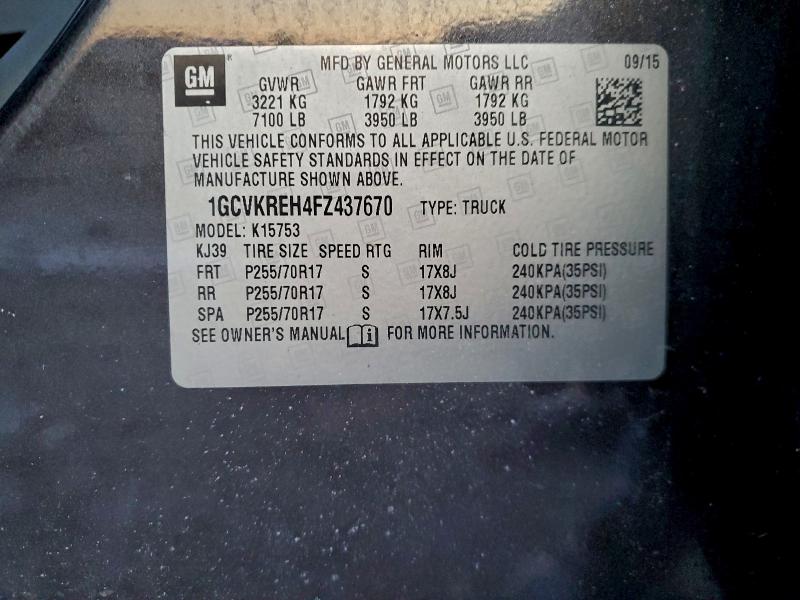 GM
MFD BY GENERAL MOTORS LLC 09/15
GVWR GAWR FRT GAWR RR
3221 KG 1792 KG 1792 KG
7100 LB 3950 LB 3950 LB
THIS VEHICLE CONFORMS TO ALL APPLICABLE U.S. FEDERAL MOTOR
VEHICLE SAFETY STANDARDS IN EFFECT ON THE DATE OF
MANUFACTURE SHOWN ABOVE.
1GCVKREH4FZ437670 TYPE: TRUCK
MODEL: K15753
KJ39 TIRE SIZE SPEED RTG RIM COLD TIRE PRESSURE
FRT P255/70R17 S 17X8J 240KPA(35PSI)
RR P255/70R17 S 17X8J 240KPA(35PSI)
SPA P255/70R17 S 17X7.5J 240KPA(35PSI)
SEE OWNER'S MANUAL FOR MORE INFORMATION.